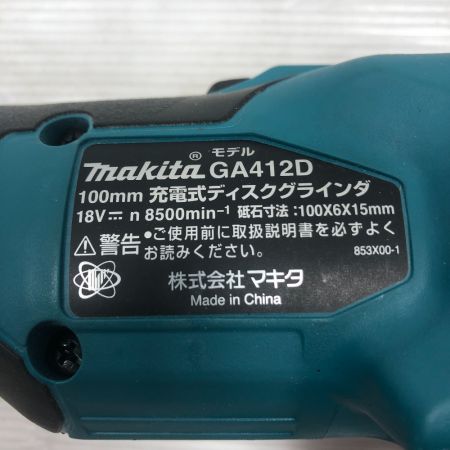 モデル
makita® GA412D
100mm 充電式ディスクグラインダ
18V⎓ n 8500min⁻¹ 砥石寸法:100X6X15mm
⚠警告 ●ご使用前に取扱説明書を必ずよく
お読みください。
853X00-1
株式会社 マキタ
Made in China